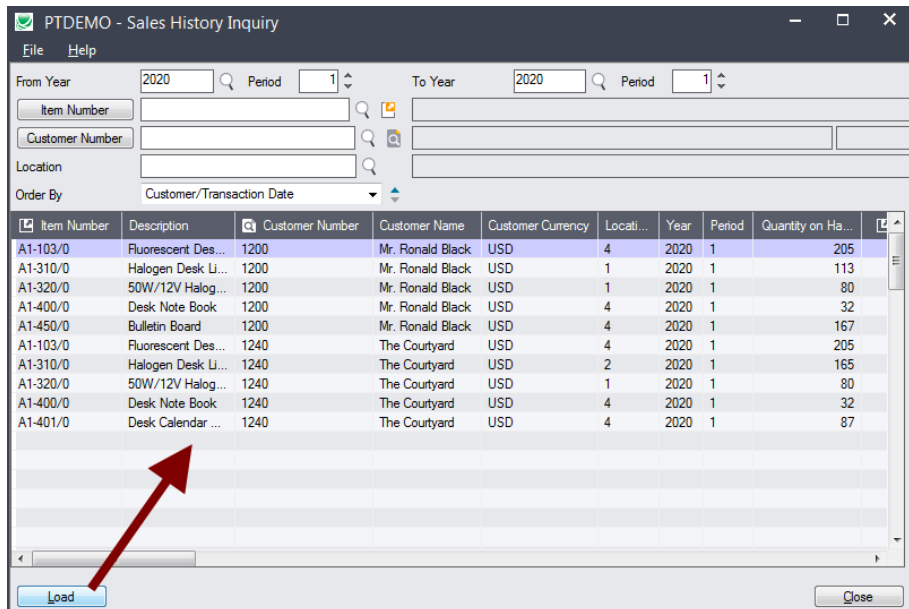 PTDEMO - Sales History Inquiry
File Help
From Year 2020 Period 1 To Year 2020 Period 1
Item Number
Customer Number
Location
Order By Customer/Transaction Date
Item Number Description Customer Number Customer Name Customer Currency Locati... Year Period Quantity on Ha...
A1-103/0 Fluorescent Des... 1200 Mr. Ronald Black USD 4 2020 1 205
A1-310/0 Halogen Desk Li... 1200 Mr. Ronald Black USD 1 2020 1 113
A1-320/0 50W/12V Halog... 1200 Mr. Ronald Black USD 1 2020 1 80
A1-400/0 Desk Note Book 1200 Mr. Ronald Black USD 4 2020 1 32
A1-450/0 Bulletin Board 1200 Mr. Ronald Black USD 4 2020 1 167
A1-103/0 Fluorescent Des... 1240 The Courtyard USD 4 2020 1 205
A1-310/0 Halogen Desk Li... 1240 The Courtyard USD 2 2020 1 165
A1-320/0 50W/12V Halog... 1240 The Courtyard USD 1 2020 1 80
A1-400/0 Desk Note Book 1240 The Courtyard USD 4 2020 1 32
A1-401/0 Desk Calendar ... 1240 The Courtyard USD 4 2020 1 87
Load Close